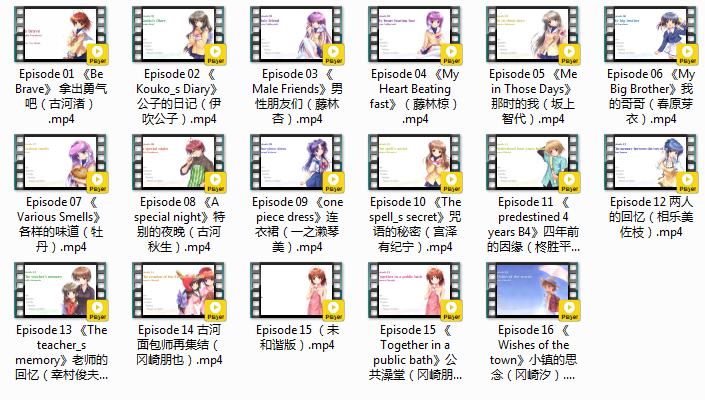 Episode 01 《Be
Brave》 拿出勇气
吧（古河渚）
.mp4
Episode 02 《
Kouko_s Diary》
公子的日记（伊
吹公子）.mp4
Episode 03 《
Male Friends》男
性朋友们（藤林
杏）.mp4
Episode 04 《My
Heart Beating
fast》（藤林椋）
.mp4
Episode 05 《Me
in Those Days》
那时的我（坂上
智代）.mp4
Episode 06 《My
Big Brother》我
的哥哥（春原芽
衣）.mp4
Episode 07 《
Various Smells》
各样的味道（牡
丹）.mp4
Episode 08 《A
special night》特
别的夜晚（古河
秋生）.mp4
Episode 09 《one
piece dress》连
衣裙（一之濑琴
美）.mp4
Episode 10 《The
spell_s secret》咒
语的秘密（宫泽
有纪宁）.mp4
Episode 11 《
predestined 4
years B4》四年前
的因缘（柊胜平...
Episode 12 两人
的回忆（相乐美
佐枝）.mp4
Episode 13 《The
teacher_s
memory》老师的
回忆（幸村俊夫...
Episode 14 古河
面包师再集结（
冈崎朋也）.mp4
Episode 15 （未
和谐版）.mp4
Episode 15 《
Together in a
public bath》公
共澡堂（冈崎朋...
Episode 16 《
Wishes of the
town》小镇的思
念（冈崎汐）....